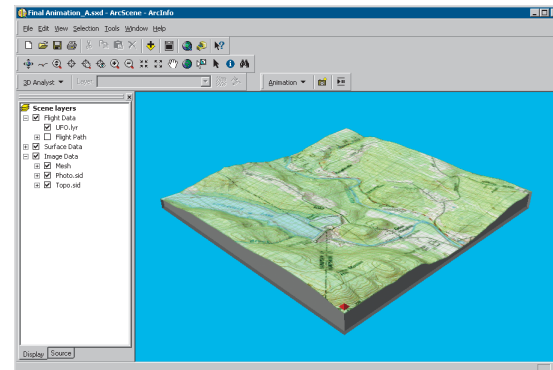 Final Animation_A.sxd - ArcScene - ArcInfo
File Edit View Selection Tools Window Help
3D Analyst Layer: Animation
Scene layers
Flight Data
UFO.lyr
Flight Path
Surface Data
Image Data
Mesh
Photo.sid
Topo.sid
Display Source